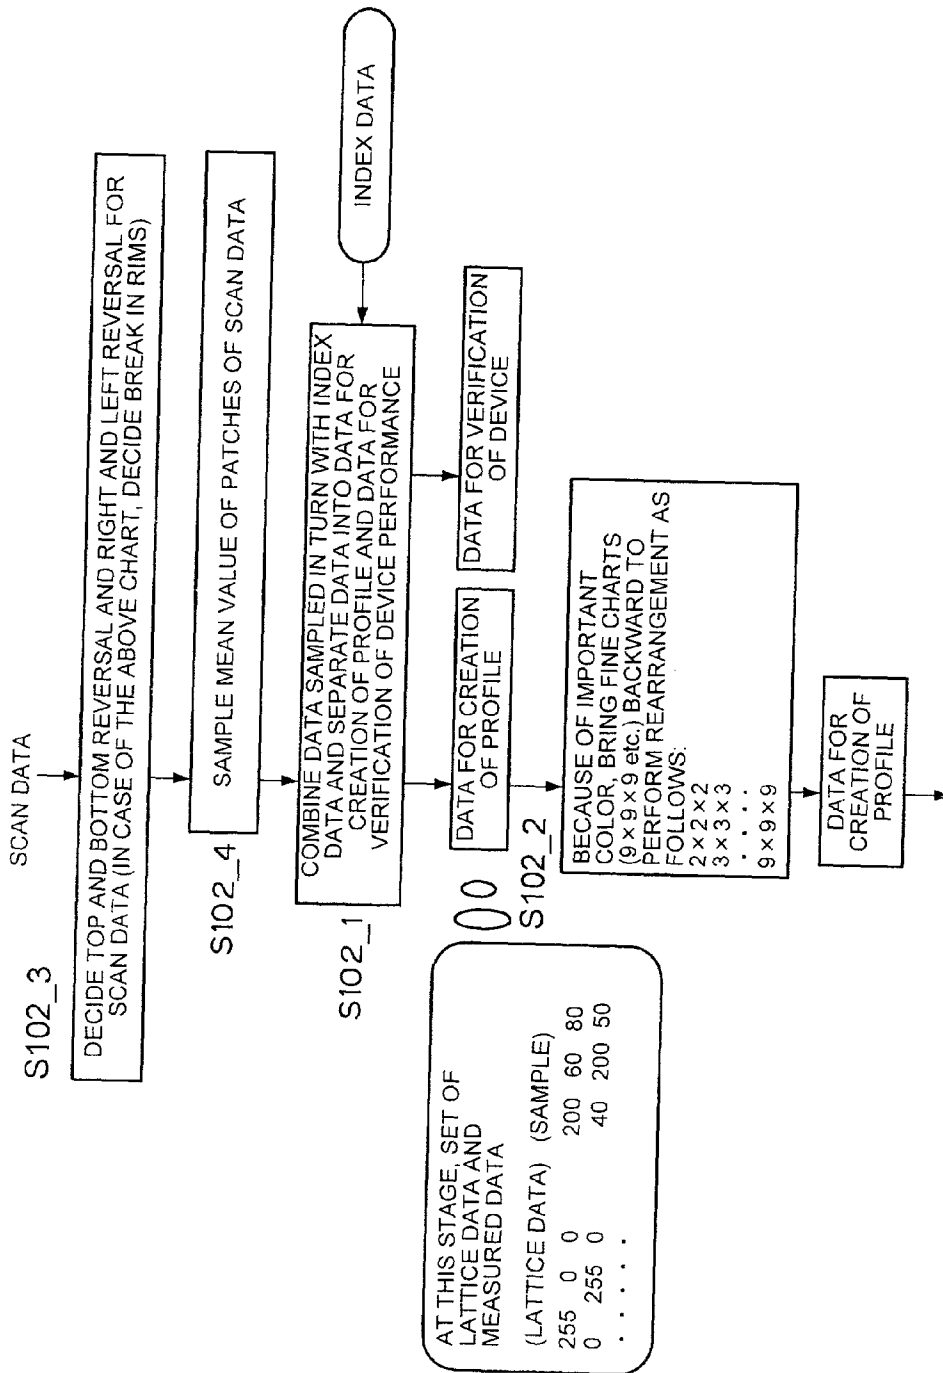 SCAN DATA
S102_3
DECIDE TOP AND BOTTOM REVERSAL AND RIGHT AND LEFT REVERSAL FOR
SCAN DATA (IN CASE OF THE ABOVE CHART, DECIDE BREAK IN RIMS)
S102_4
SAMPLE MEAN VALUE OF PATCHES OF SCAN DATA
S102_1
COMBINE DATA SAMPLED IN TURN WITH INDEX
DATA AND SEPARATE DATA INTO DATA FOR
CREATION OF PROFILE AND DATA FOR
VERIFICATION OF DEVICE PERFORMANCE
INDEX DATA
AT THIS STAGE, SET OF
LATTICE DATA AND
MEASURED DATA
(LATTICE DATA) (SAMPLE)
255 0 0 200 60 80
0 255 0 40 200 50
. . . . . .
DATA FOR CREATION
OF PROFILE
DATA FOR VERIFICATION
OF DEVICE
S102_2
BECAUSE OF IMPORTANT
COLOR, BRING FINE CHARTS
(9×9×9 etc.) BACKWARD TO
PERFORM REARRANGEMENT AS
FOLLOWS:
2×2×2
3×3×3
. . . .
9×9×9
DATA FOR
CREATION OF
PROFILE